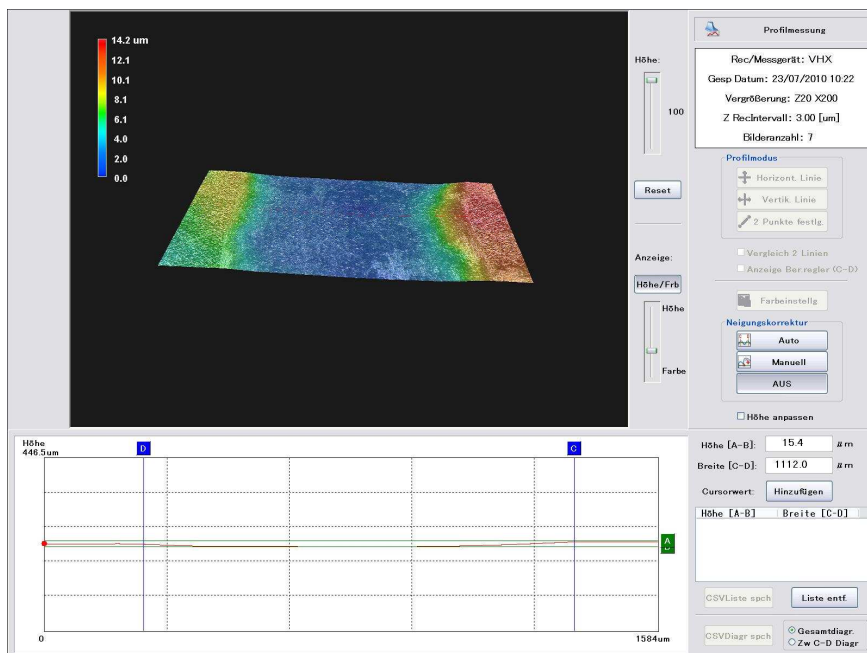 14.2 um
12.1
10.1
8.1
6.1
4.0
2.0
0.0
Höhe:
100
Reset
Anzeige:
Höhe/Frb
Höhe
Farbe
Profilmessung
Rec/Messgerät: VHX
Gesp Datum: 23/07/2010 10:22
Vergrößerung: Z20 X200
Z RecIntervall: 3.00 [um]
Bilderanzahl: 7
Profilmodus
Horizont. Linie
Vertik. Linie
2 Punkte festlg.
Vergleich 2 Linien
Anzeige Ber regler (C-D)
Farbeinstellg
Neigungskorrektur
Auto
Manuell
AUS
Höhe anpassen
Höhe
446.5um
D
C
A
0
1584um
Höhe [A-B]: 15.4 μm
Breite [C-D]: 1112.0 μm
Cursorwert: Hinzufügen
Höhe [A-B] Breite [C-D]
CSVListe spch Liste entf.
CSVDiagr spch
Gesamtdiagr.
Zw C-D Diagr